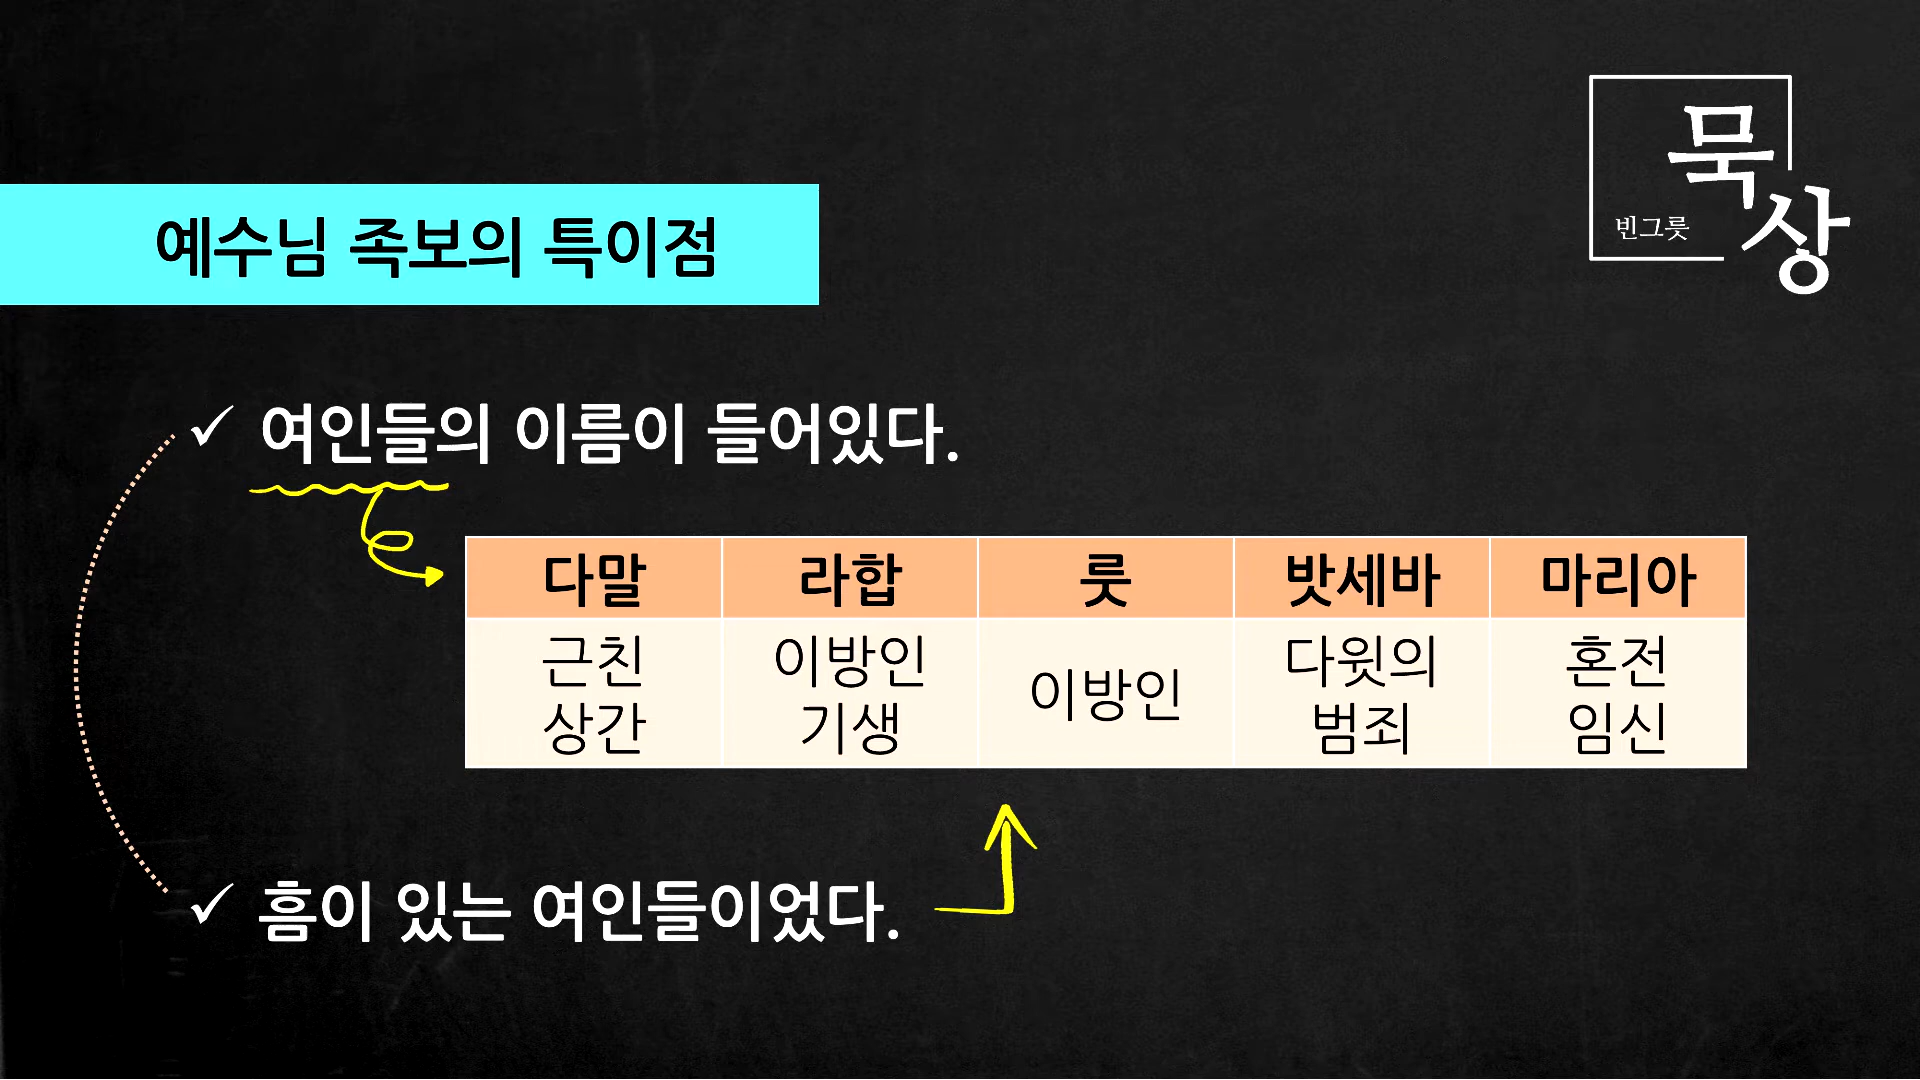 묵상
빈그릇
예수님 족보의 특이점
✓ 여인들의 이름이 들어있다.
다말 라합 룻 밧세바 마리아
근친 상간 이방인 기생 이방인 다윗의 범죄 혼전 임신
✓ 흠이 있는 여인들이었다.